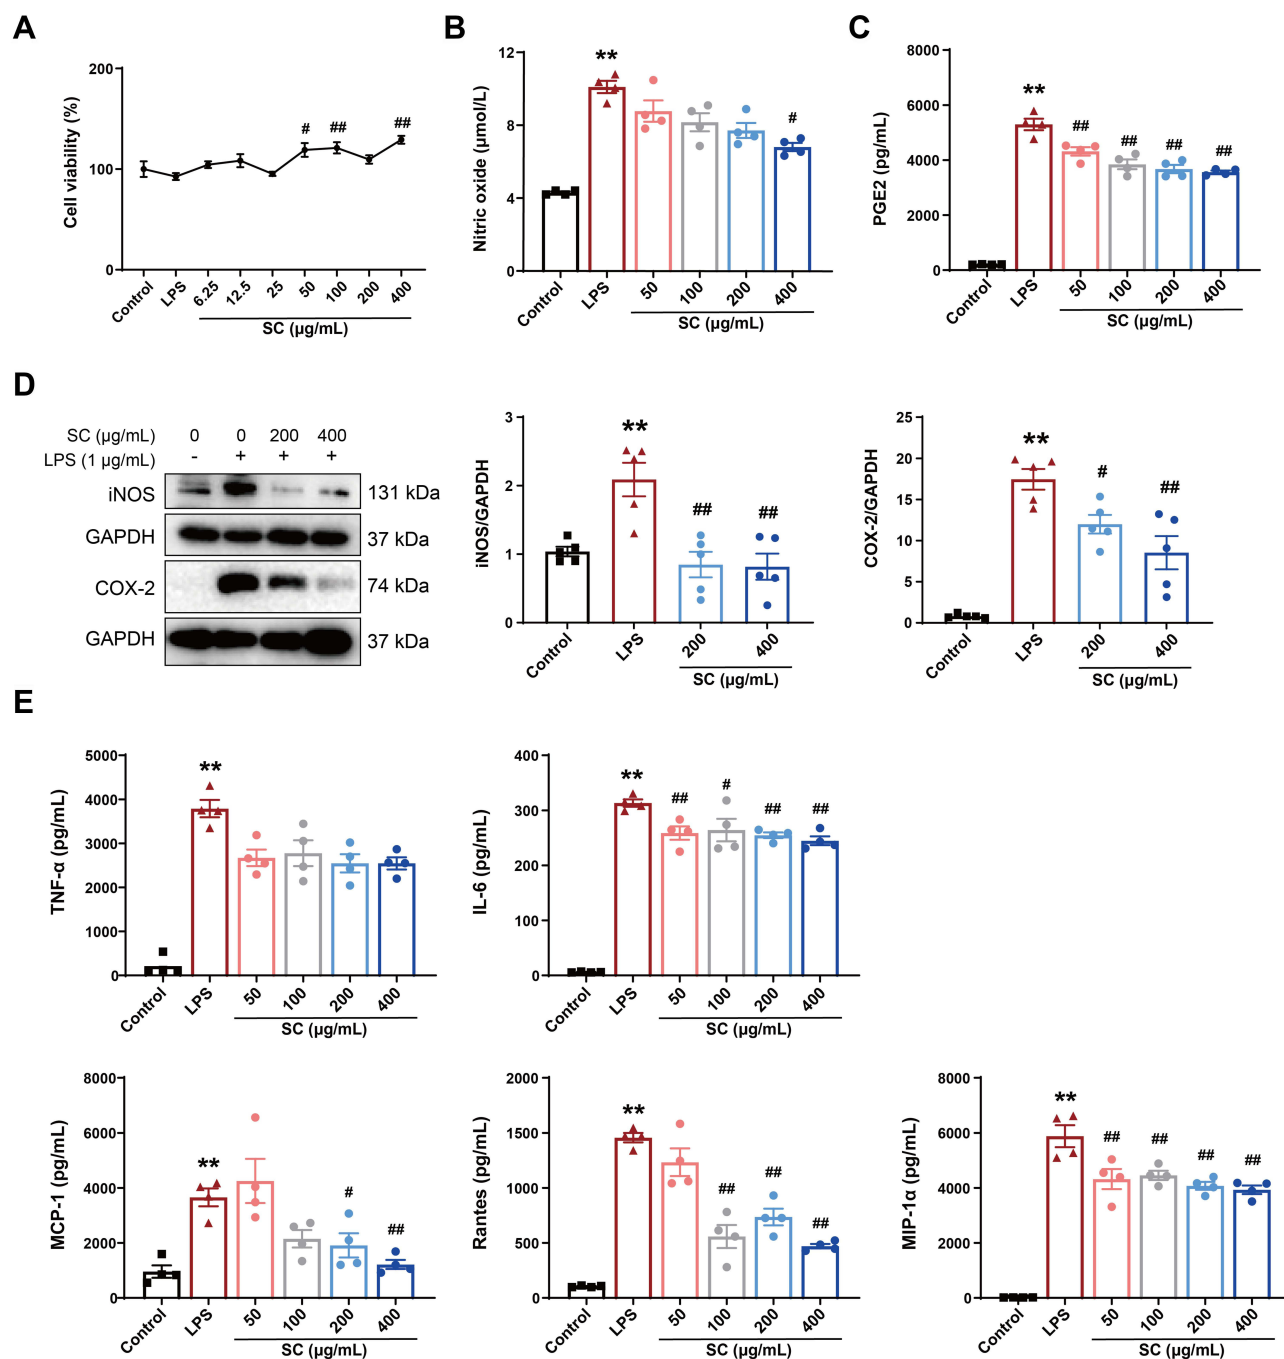 A
200
100
0
Cell viability (%)
# ## ##
Control LPS 6.25 12.5 25 50 100 200 400
SC (μg/mL)
B
12
8
4
0
Nitric oxide (μmol/L)
** #
Control LPS 50 100 200 400
SC (μg/mL)
C
8000
6000
4000
2000
0
PGE2 (pg/mL)
** ## ## ## ##
Control LPS 50 100 200 400
SC (μg/mL)
D
SC (μg/mL) 0 0 200 400
LPS (1 μg/mL) - + + +
iNOS 131 kDa
GAPDH 37 kDa
COX-2 74 kDa
GAPDH 37 kDa
3
2
1
0
iNOS/GAPDH
** ## ##
Control LPS 200 400
SC (μg/mL)
25
20
15
10
5
0
COX-2/GAPDH
** # ##
Control LPS 200 400
SC (μg/mL)
E
5000
4000
3000
2000
1000
0
TNF-α (pg/mL)
**
Control LPS 50 100 200 400
SC (μg/mL)
400
300
200
100
0
IL-6 (pg/mL)
** ## # ## ##
Control LPS 50 100 200 400
SC (μg/mL)
8000
6000
4000
2000
0
MCP-1 (pg/mL)
** # ##
Control LPS 50 100 200 400
SC (μg/mL)
2000
1500
1000
500
0
Rantes (pg/mL)
** ## ## ##
Control LPS 50 100 200 400
SC (μg/mL)
8000
6000
4000
2000
0
MIP-1α (pg/mL)
** ## ## ## ##
Control LPS 50 100 200 400
SC (μg/mL)